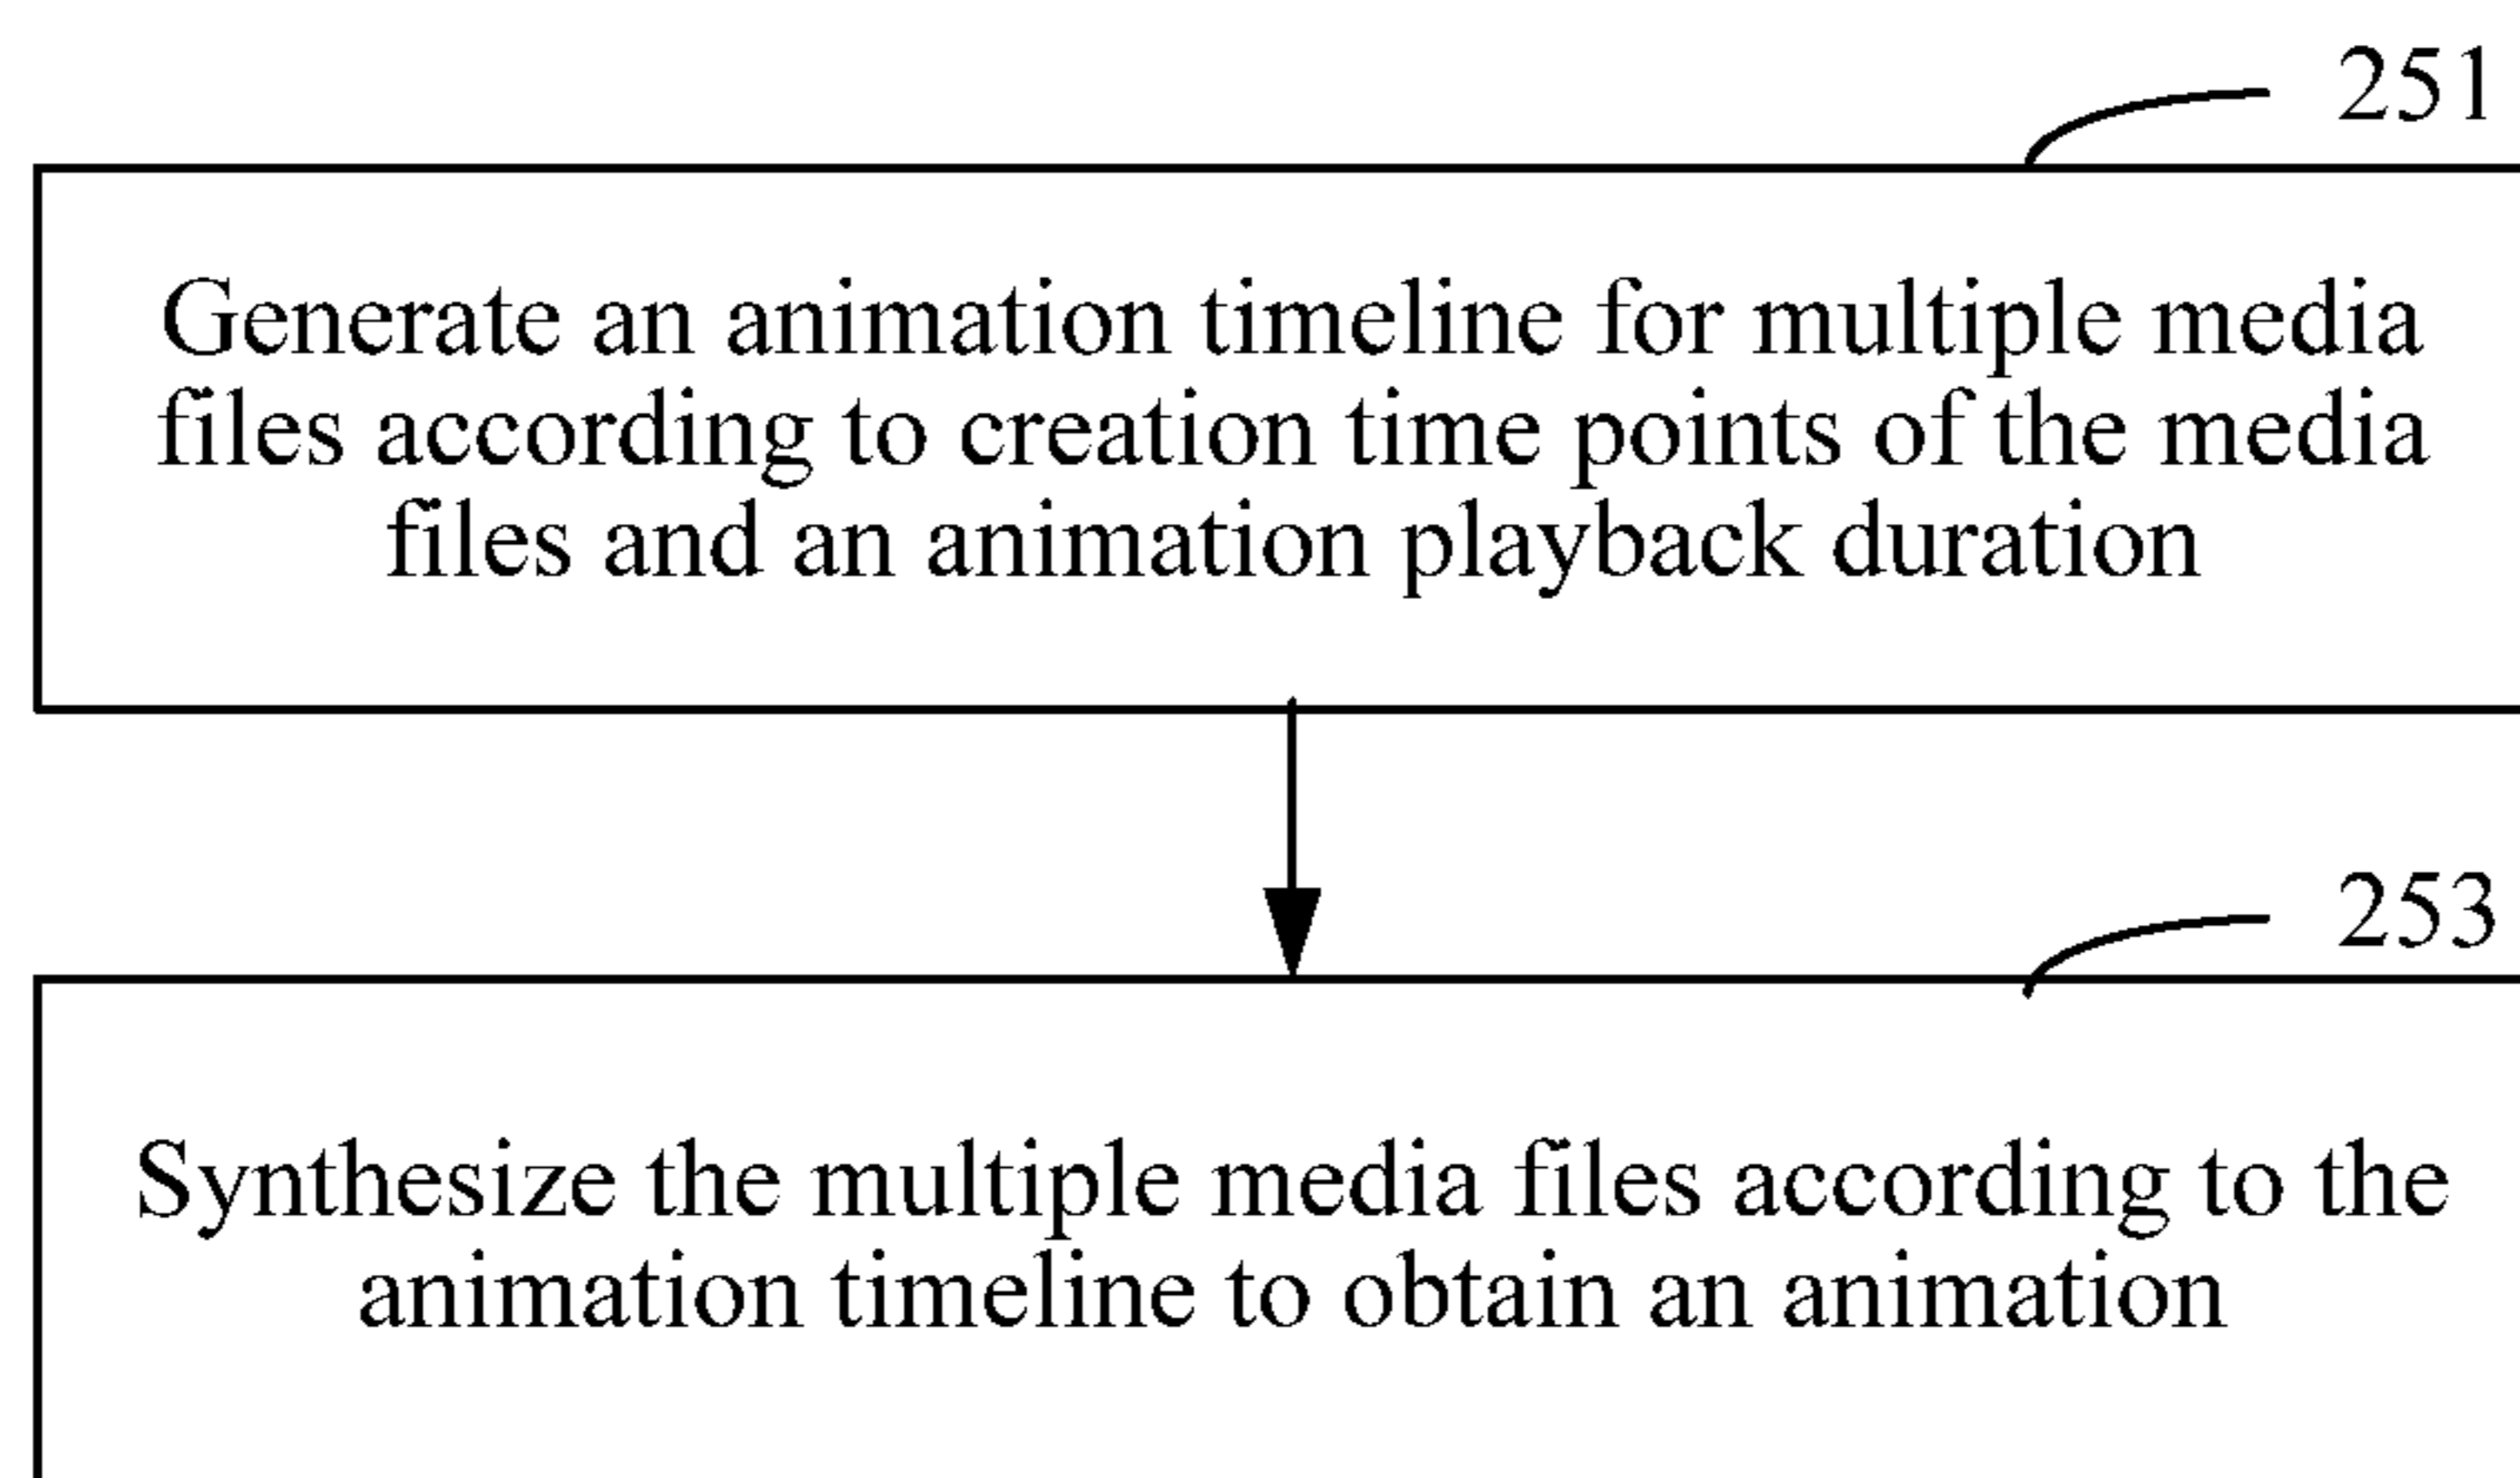 251
Generate an animation timeline for multiple media
files according to creation time points of the media
files and an animation playback duration
253
Synthesize the multiple media files according to the
animation timeline to obtain an animation